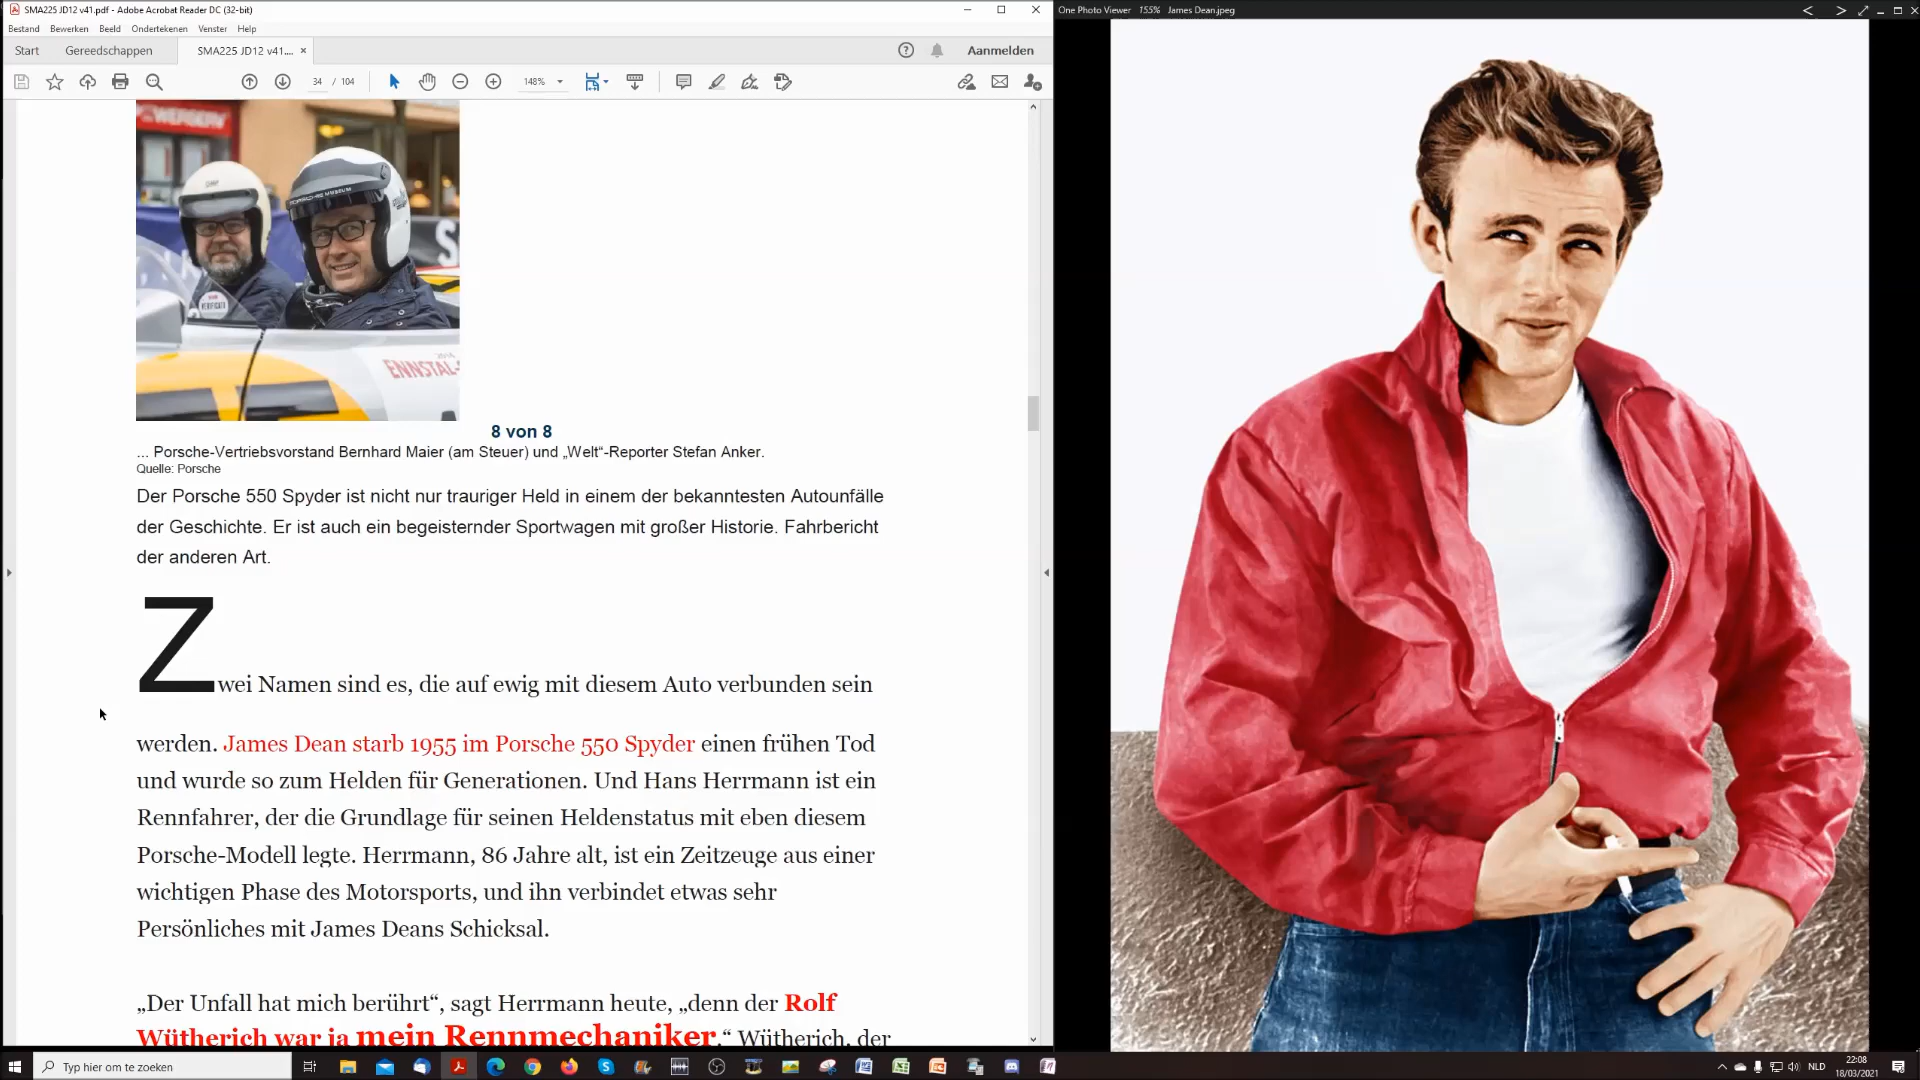 SMA225 JD12 v41.pdf - Adobe Acrobat Reader DC (32-bit)
Bestand Bewerken Beeld Ondertekenen Venster Help
Start Gereedschappen SMA225 JD12 v41.... × Aanmelden
34 / 104 148%
PORSCHE MUSEUM
ENNSTAL-
8 von 8
... Porsche-Vertriebsvorstand Bernhard Maier (am Steuer) und „Welt“-Reporter Stefan Anker.
Quelle: Porsche
Der Porsche 550 Spyder ist nicht nur trauriger Held in einem der bekanntesten Autounfälle
der Geschichte. Er ist auch ein begeisternder Sportwagen mit großer Historie. Fahrbericht
der anderen Art.
Zwei Namen sind es, die auf ewig mit diesem Auto verbunden sein
werden. James Dean starb 1955 im Porsche 550 Spyder einen frühen Tod
und wurde so zum Helden für Generationen. Und Hans Herrmann ist ein
Rennfahrer, der die Grundlage für seinen Heldenstatus mit eben diesem
Porsche-Modell legte. Herrmann, 86 Jahre alt, ist ein Zeitzeuge aus einer
wichtigen Phase des Motorsports, und ihn verbindet etwas sehr
Persönliches mit James Deans Schicksal.
„Der Unfall hat mich berührt“, sagt Herrmann heute, „denn der Rolf
Wütherich war ja mein Rennmechaniker.“ Wütherich, der
One Photo Viewer 155% James Dean.jpeg
Typ hier om te zoeken
NLD
22:08
18/03/2021